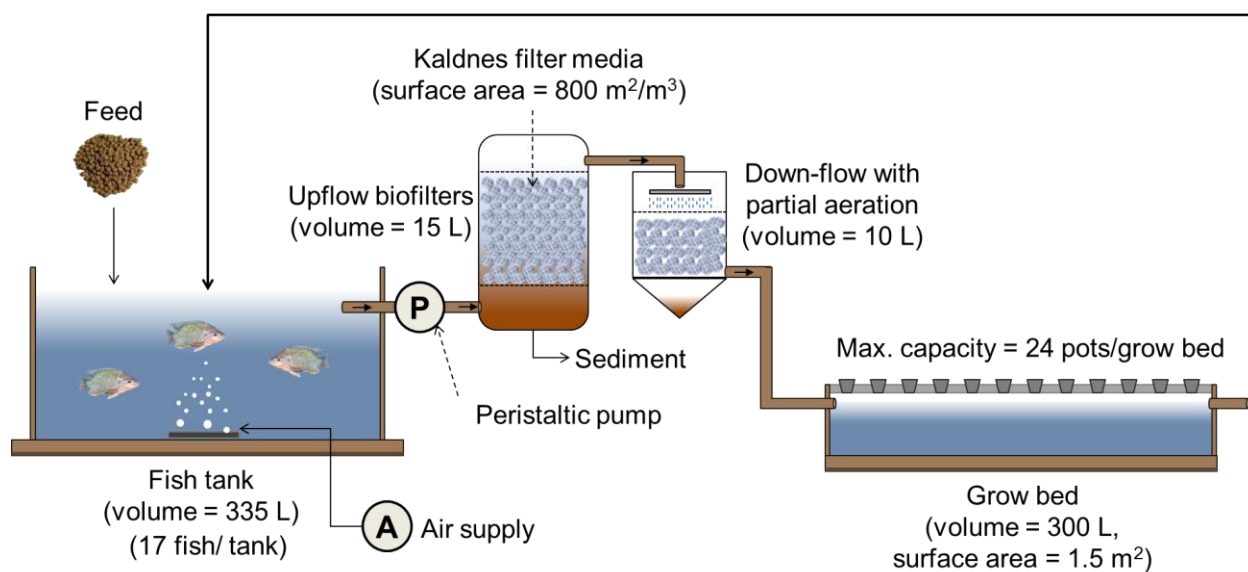 Kaldnes filter media
(surface area = 800 m²/m³)
Feed
Upflow biofilters
(volume = 15 L)
Down-flow with
partial aeration
(volume = 10 L)
P
Sediment
Peristaltic pump
Max. capacity = 24 pots/grow bed
Fish tank
(volume = 335 L)
(17 fish/ tank)
A
Air supply
Grow bed
(volume = 300 L,
surface area = 1.5 m²)